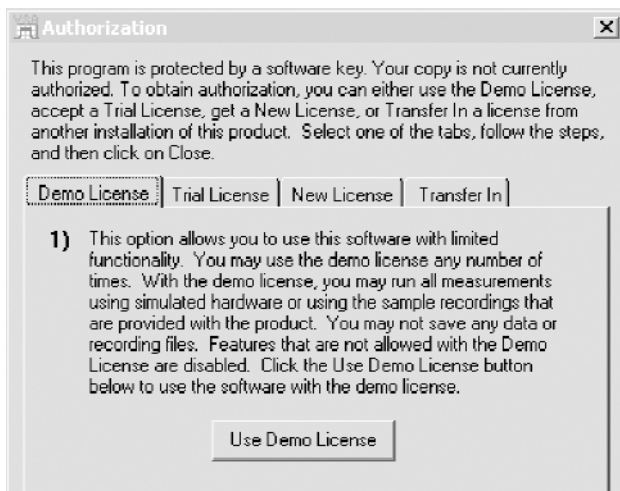 VSA
Authorization
This program is protected by a software key. Your copy is not currently
authorized. To obtain authorization, you can either use the Demo License,
accept a Trial License, get a New License, or Transfer In a license from
another installation of this product. Select one of the tabs, follow the steps,
and then click on Close.
Demo License Trial License New License Transfer In
1) This option allows you to use this software with limited
functionality. You may use the demo license any number of
times. With the demo license, you may run all measurements
using simulated hardware or using the sample recordings that
are provided with the product. You may not save any data or
recording files. Features that are not allowed with the Demo
License are disabled. Click the Use Demo License button
below to use the software with the demo license.
Use Demo License